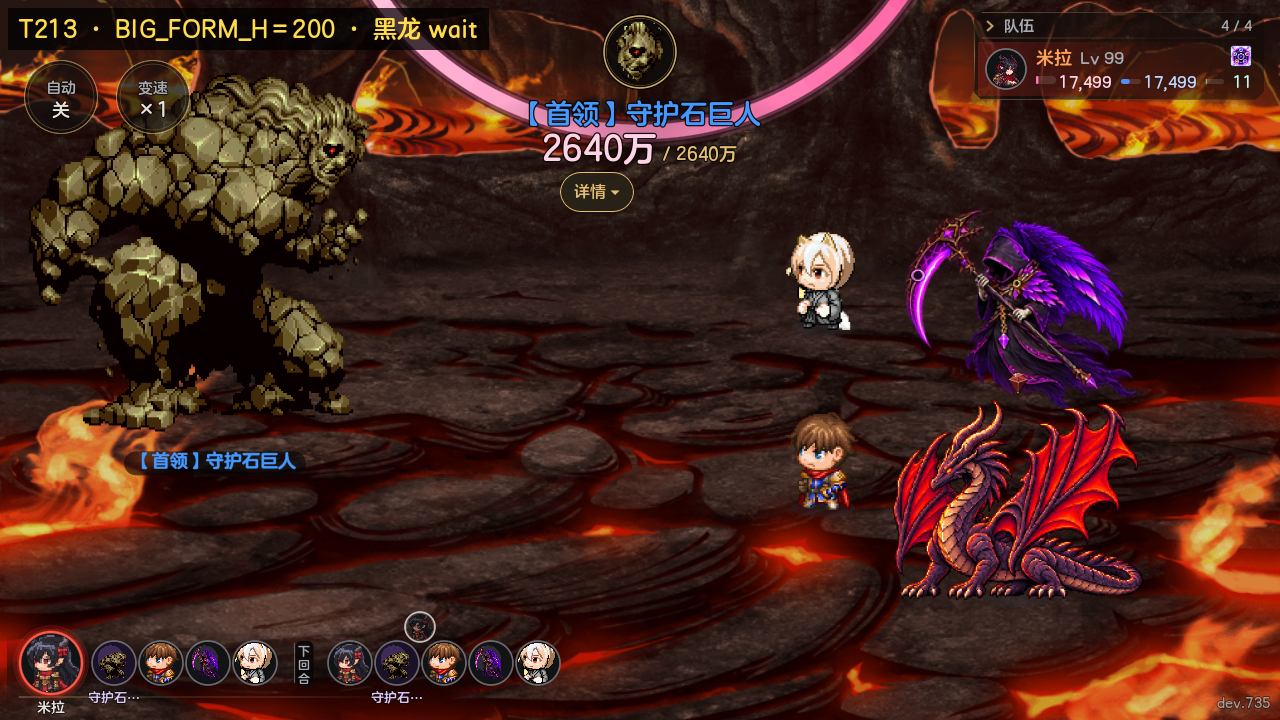 T213 · BIG_FORM_H=200 · 黑龙 wait
自动
关
变速
×1
【首领】守护石巨人
2640万 / 2640万
详情
队伍
4 / 4
米拉 Lv 99
17,499 17,499 11
【首领】守护石巨人
米拉
守护石…
下回合
守护石…
dev.735